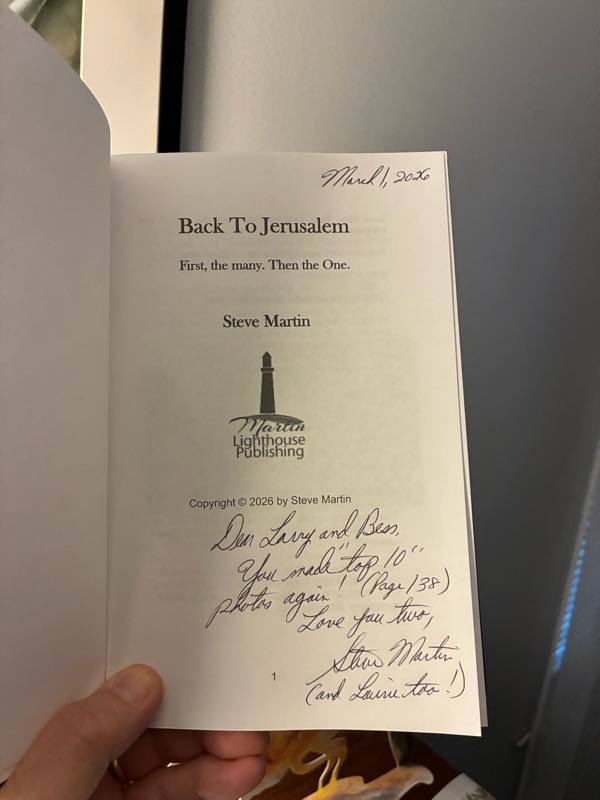 March 1, 2026
Back To Jerusalem
First, the many. Then the One.
Steve Martin
Martin
Lighthouse
Publishing
Copyright © 2026 by Steve Martin
Dear Larry and Bess,
You made "top 10"
photos again! (Page 138)
Love you two,
Steve Martin
(and Laurie too!)
1